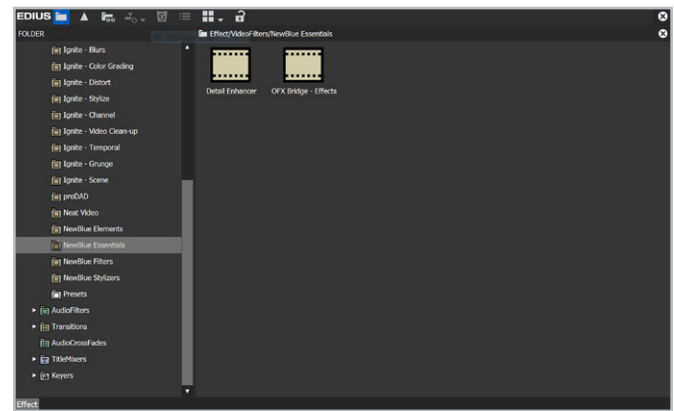 EDIUS
FOLDER
Effect/VideoFilters/NewBlue Essentials
Ignite - Blurs
Ignite - Color Grading
Ignite - Distort
Ignite - Stylize
Ignite - Channel
Ignite - Video Clean-up
Ignite - Temporal
Ignite - Grunge
Ignite - Scene
proDAD
Neat Video
NewBlue Elements
NewBlue Essentials
NewBlue Filters
NewBlue Stylizers
Presets
AudioFilters
Transitions
AudioCrossFades
TitleMixers
Keyers
Detail Enhancer
OFX Bridge - Effects
Effect